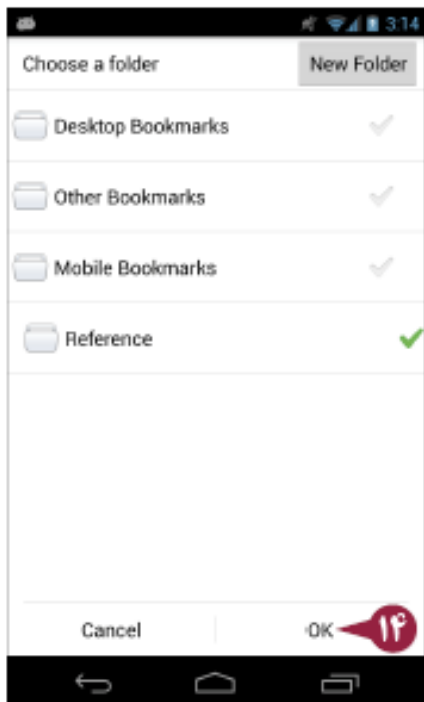 3:14
Choose a folder New Folder
Desktop Bookmarks
Other Bookmarks
Mobile Bookmarks
Reference
Cancel OK ۱۴